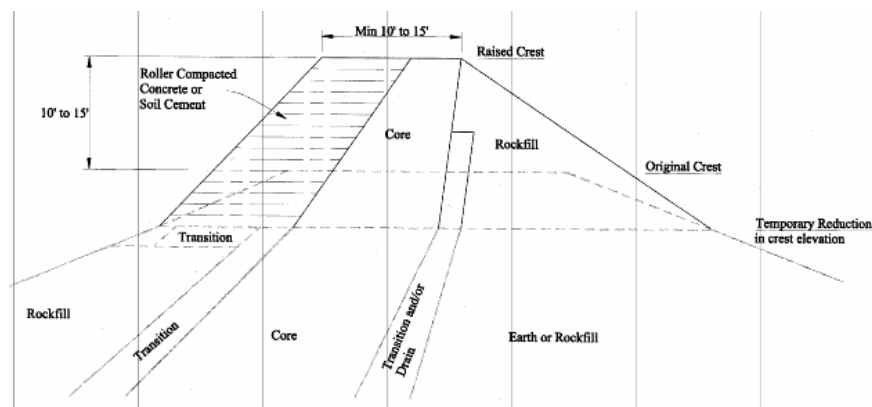 Min 10' to 15'
Raised Crest
Roller Compacted
Concrete or
Soil Cement
10' to 15'
Core
Rockfill
Original Crest
Temporary Reduction
in crest elevation
Transition
Rockfill
Transition
Core
Transition and/or
Drain
Earth or Rockfill